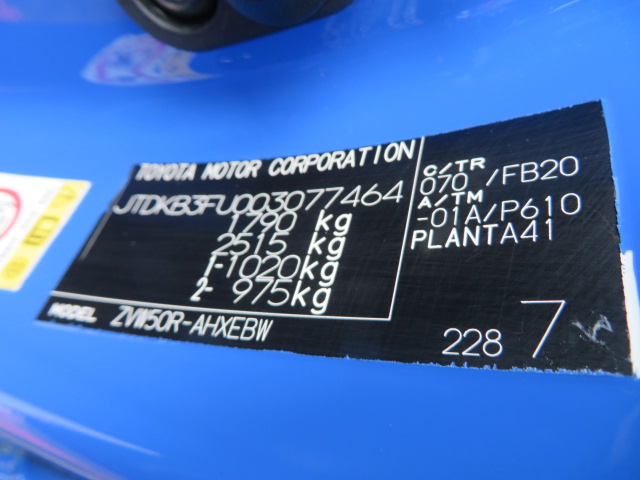 TOYOTA MOTOR CORPORATION
JTDKB3FU003077464
1790 kg
2515 kg
1-1020kg
2- 975kg
MODEL ZVW50R-AHXEBW
C/TR
070 /FB20
A/TM
-01A/P610
PLANTA41
228 7